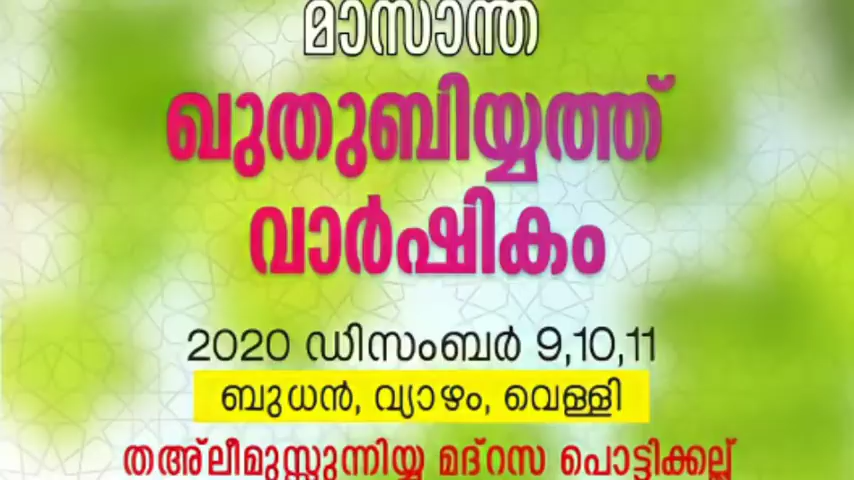 മാസാന്ത
ഖുതുബിയ്യത്ത്
വാർഷികം
2020 ഡിസംബർ 9,10,11
ബുധൻ, വ്യാഴം, വെള്ളി
തഅ്ലീമുസ്സുന്നിയ്യ മദ്റസ പൊട്ടിക്കല്ല്